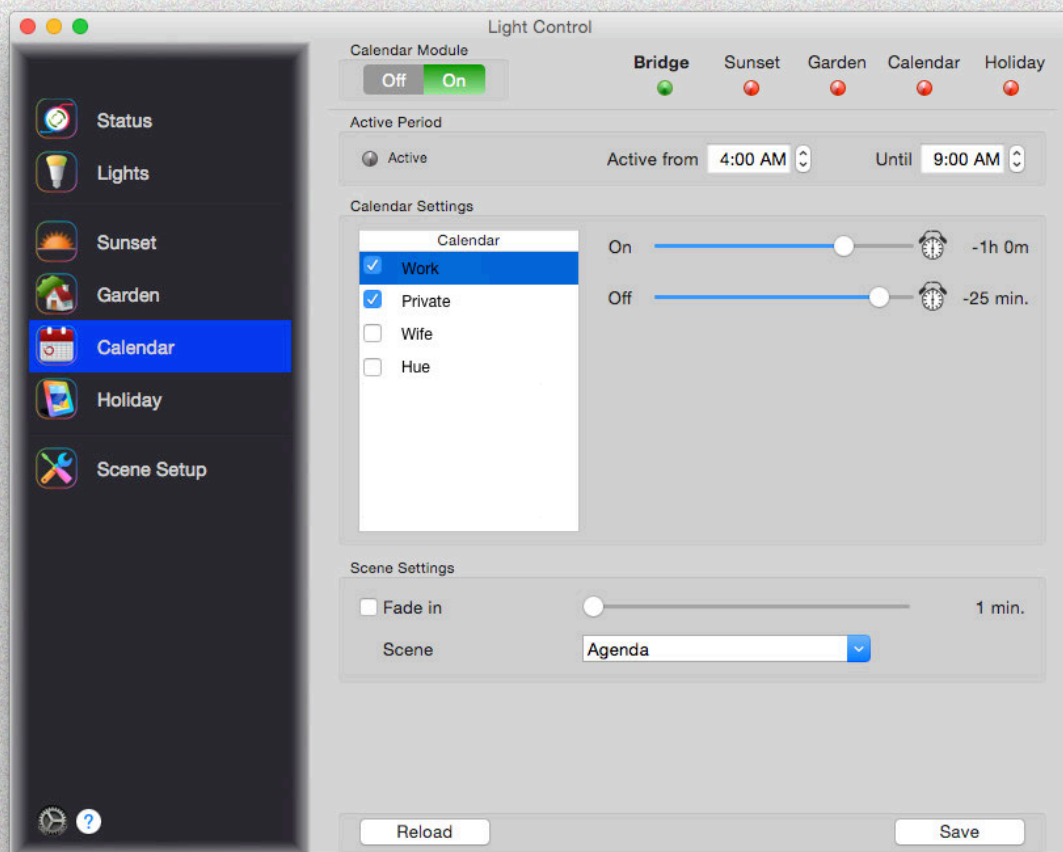 Light Control
Status
Lights
Sunset
Garden
Calendar
Holiday
Scene Setup
?
Calendar Module
Off On
Bridge Sunset Garden Calendar Holiday
Active Period
Active Active from 4:00 AM Until 9:00 AM
Calendar Settings
Calendar
Work
Private
Wife
Hue
On -1h 0m
Off -25 min.
Scene Settings
Fade in 1 min.
Scene Agenda
Reload Save